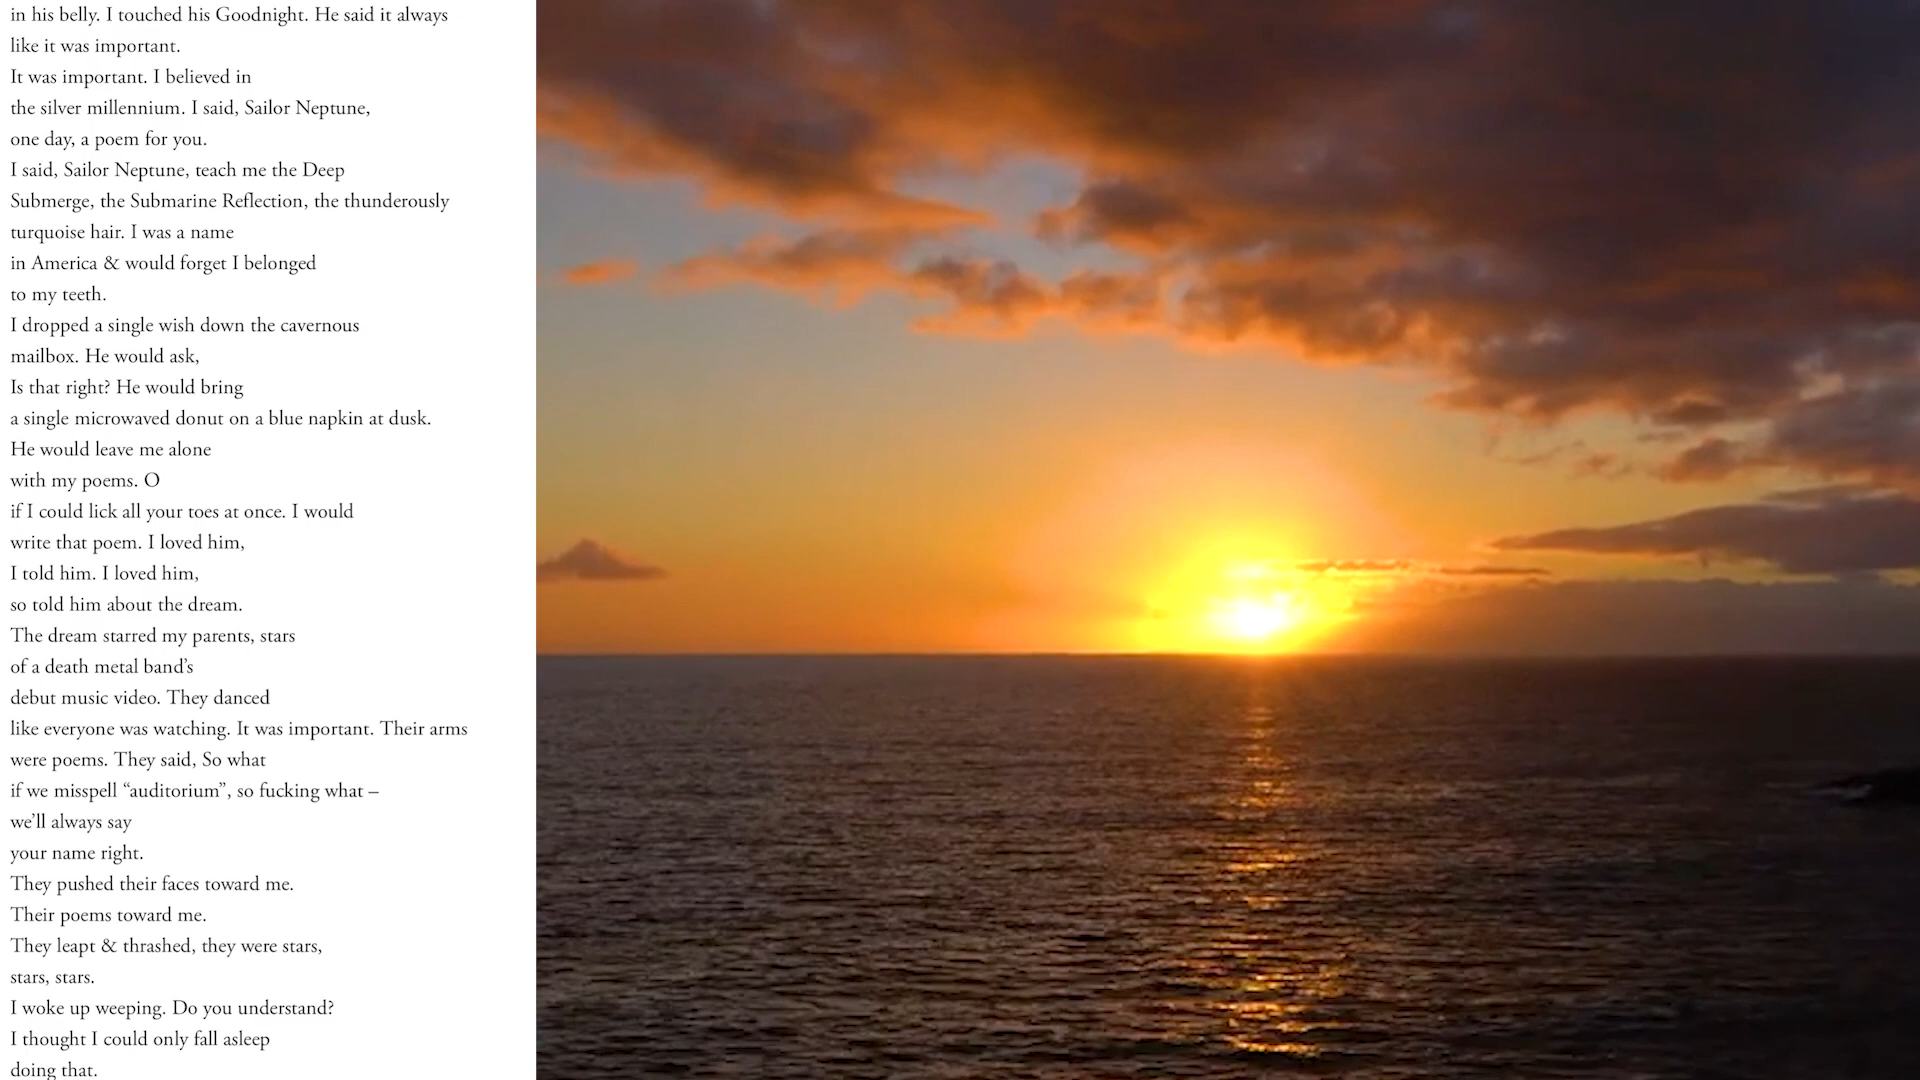 in his belly. I touched his Goodnight. He said it always
like it was important.
It was important. I believed in
the silver millennium. I said, Sailor Neptune,
one day, a poem for you.
I said, Sailor Neptune, teach me the Deep
Submerge, the Submarine Reflection, the thunderously
turquoise hair. I was a name
in America & would forget I belonged
to my teeth.
I dropped a single wish down the cavernous
mailbox. He would ask,
Is that right? He would bring
a single microwaved donut on a blue napkin at dusk.
He would leave me alone
with my poems. O
if I could lick all your toes at once. I would
write that poem. I loved him,
I told him. I loved him,
so told him about the dream.
The dream starred my parents, stars
of a death metal band’s
debut music video. They danced
like everyone was watching. It was important. Their arms
were poems. They said, So what
if we misspell “auditorium”, so fucking what –
we’ll always say
your name right.
They pushed their faces toward me.
Their poems toward me.
They leapt & thrashed, they were stars,
stars, stars.
I woke up weeping. Do you understand?
I thought I could only fall asleep
doing that.